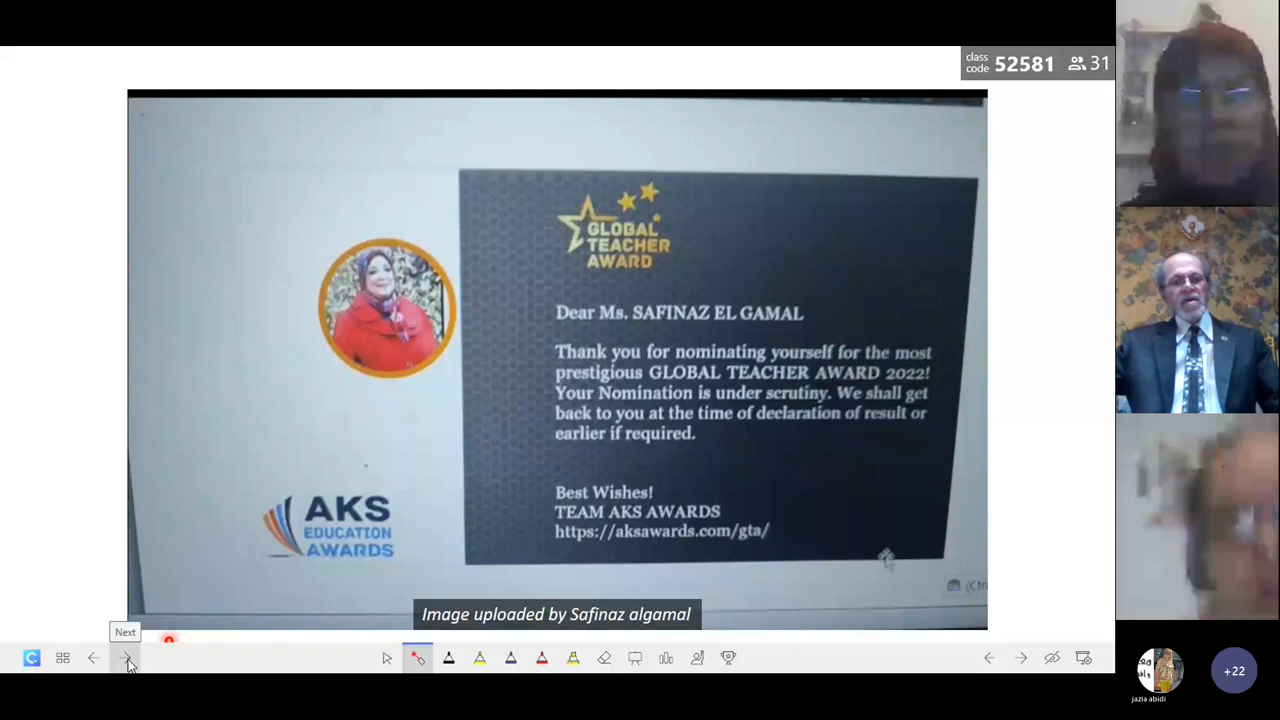 class
code 52581 31
GLOBAL
TEACHER
AWARD
Dear Ms. SAFINAZ EL GAMAL
Thank you for nominating yourself for the most
prestigious GLOBAL TEACHER AWARD 2022!
Your Nomination is under scrutiny. We shall get
back to you at the time of declaration of result or
earlier if required.
Best Wishes!
TEAM AKS AWARDS
https://aksawards.com/gta/
AKS
EDUCATION
AWARDS
Image uploaded by Safinaz algamal
Next
jazia abidi
+22